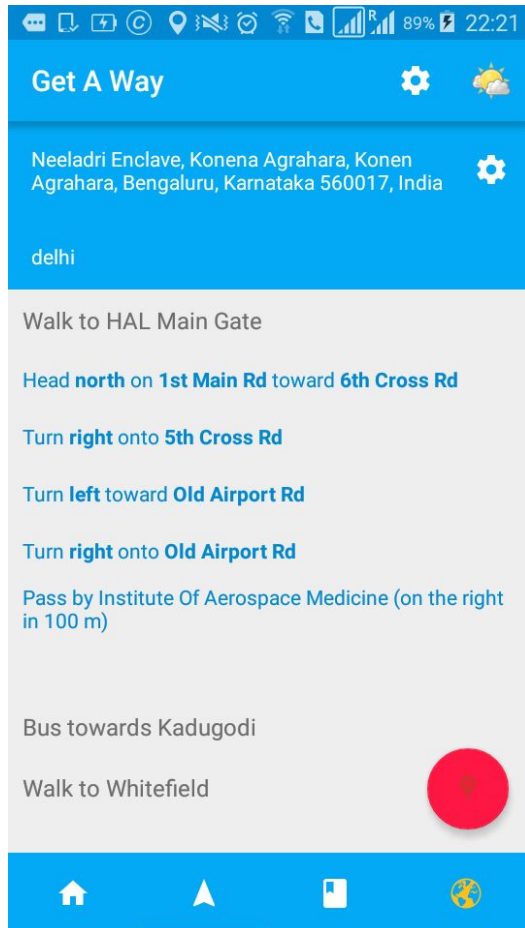 R
89% 22:21
Get A Way
Neeladri Enclave, Konena Agrahara, Konen
Agrahara, Bengaluru, Karnataka 560017, India
delhi
Walk to HAL Main Gate
Head north on 1st Main Rd toward 6th Cross Rd
Turn right onto 5th Cross Rd
Turn left toward Old Airport Rd
Turn right onto Old Airport Rd
Pass by Institute Of Aerospace Medicine (on the right
in 100 m)
Bus towards Kadugodi
Walk to Whitefield